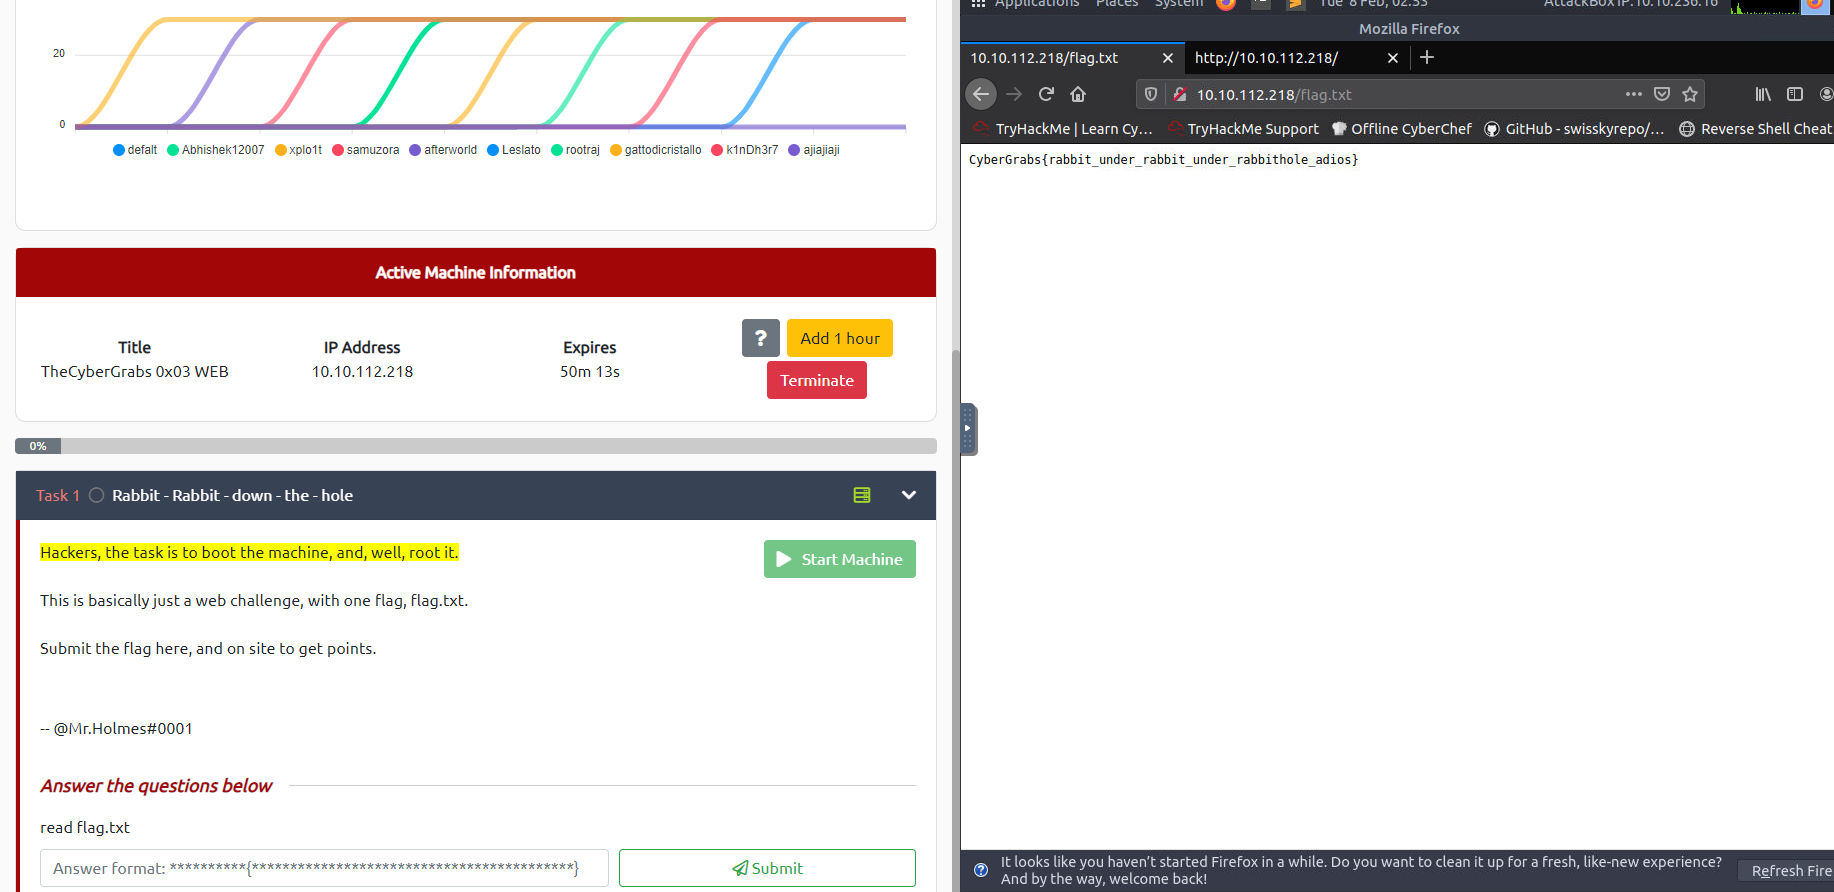 20
0
defalt Abhishek12007 xplo1t samuzora afterworld Leslato rootraj gattodicristallo k1nDh3r7 ajiajiaji
Active Machine Information
Title IP Address Expires
TheCyberGrabs 0x03 WEB 10.10.112.218 50m 13s
? Add 1 hour
Terminate
0%
Task 1 Rabbit - Rabbit - down - the - hole
Hackers, the task is to boot the machine, and, well, root it.
Start Machine
This is basically just a web challenge, with one flag, flag.txt.
Submit the flag here, and on site to get points.
-- @Mr.Holmes#0001
Answer the questions below
read flag.txt
Submit
Applications Places System Tue 8 Feb, 02:53 AttackBox IP:10.10.236.16
Mozilla Firefox
10.10.112.218/flag.txt http://10.10.112.218/
10.10.112.218/flag.txt
TryHackMe | Learn Cy... TryHackMe Support Offline CyberChef GitHub - swisskyrepo/... Reverse Shell Cheat
CyberGrabs{rabbit_under_rabbit_under_rabbithole_adios}
It looks like you haven’t started Firefox in a while. Do you want to clean it up for a fresh, like-new experience?
And by the way, welcome back!
Refresh Fire
Answer format: